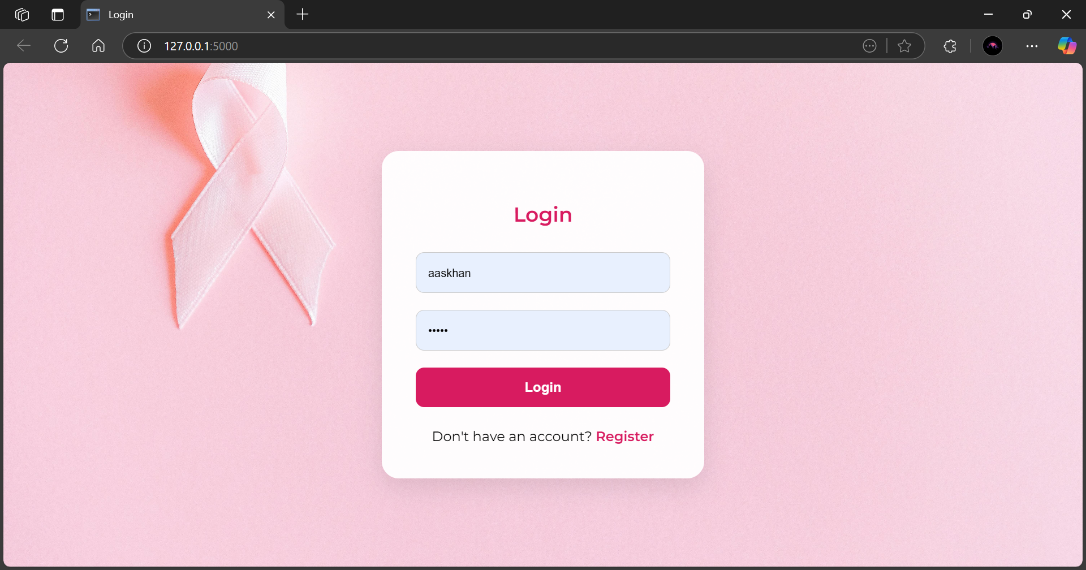 Login
127.0.0.1:5000
Login
aaskhan
•••••
Login
Don't have an account? Register